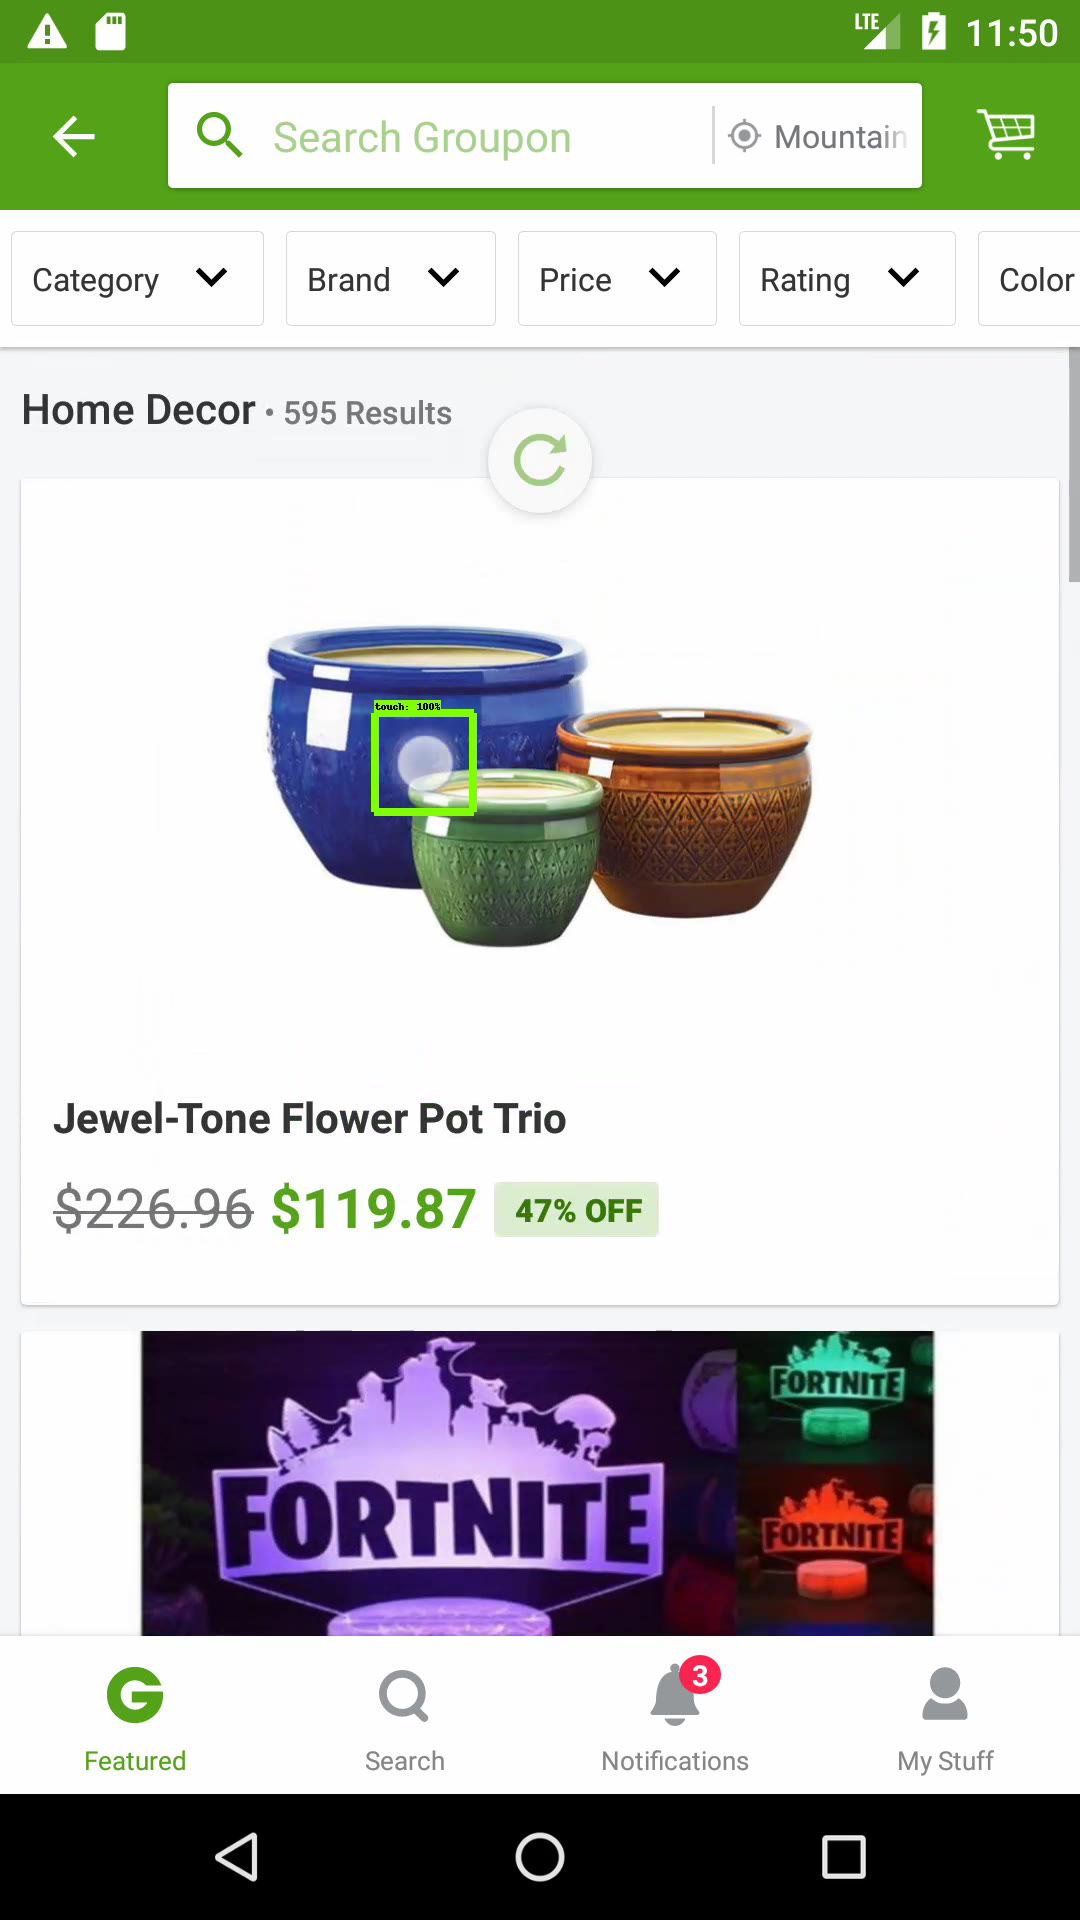 LTE 11:50
Search Groupon Mountain
Category Brand Price Rating Color
Home Decor • 595 Results
touch: 100%
Jewel-Tone Flower Pot Trio
$226.96 $119.87 47% OFF
FORTNITE
FORTNITE
FORTNITE
G
3
Featured Search Notifications My Stuff